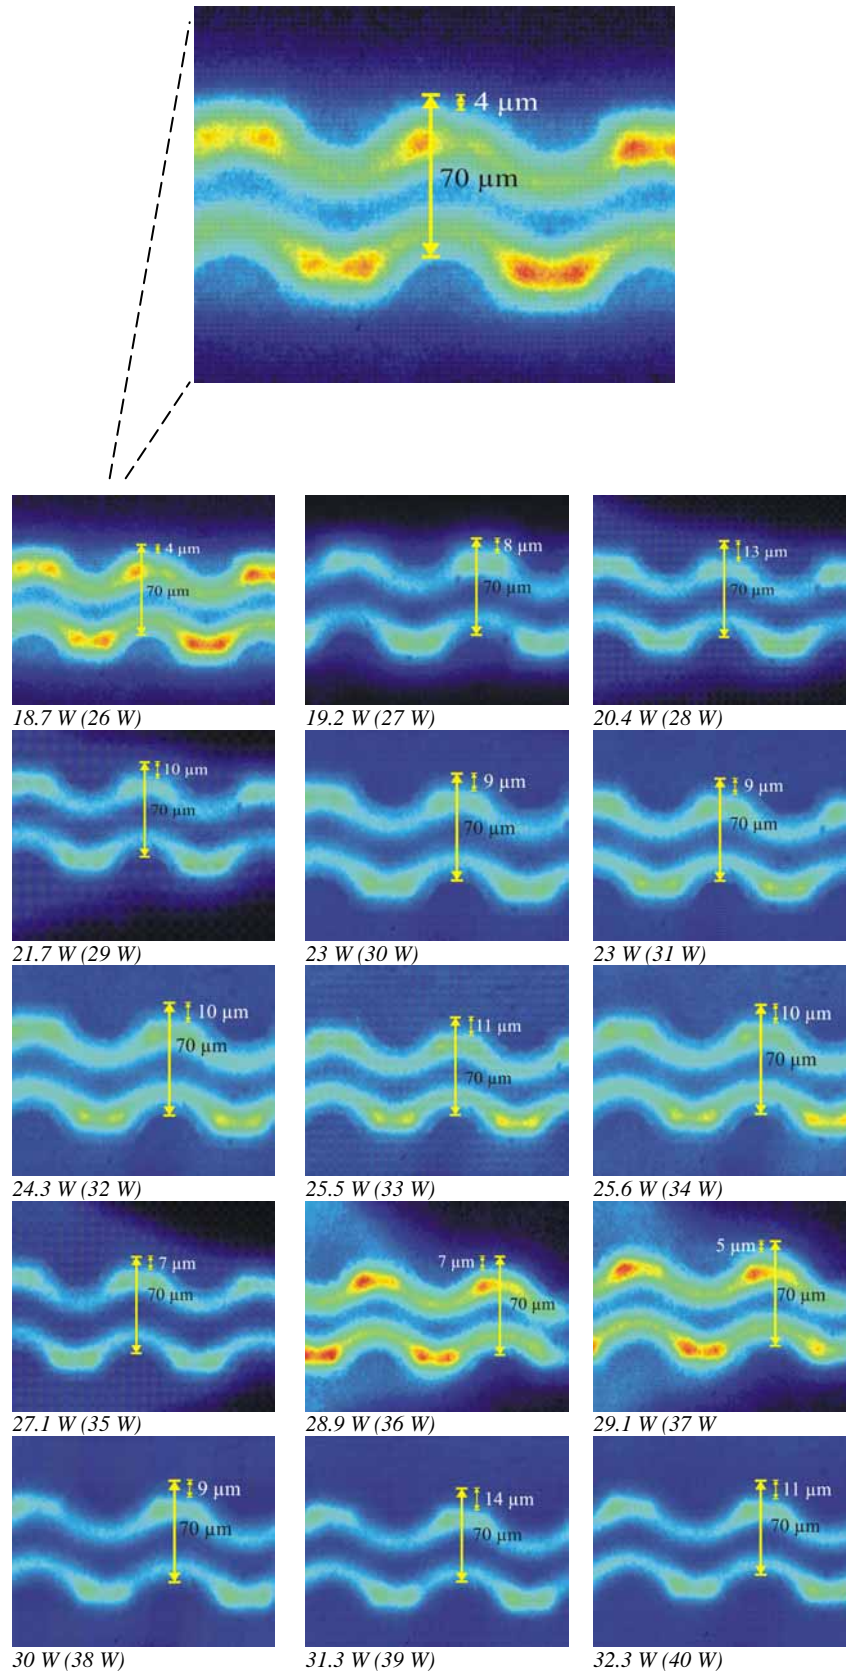 4 µm
70 µm
4 µm
70 µm
8 µm
70 µm
13 µm
70 µm
18.7 W (26 W)
19.2 W (27 W)
20.4 W (28 W)
10 µm
70 µm
9 µm
70 µm
9 µm
70 µm
21.7 W (29 W)
23 W (30 W)
23 W (31 W)
10 µm
70 µm
11 µm
70 µm
10 µm
70 µm
24.3 W (32 W)
25.5 W (33 W)
25.6 W (34 W)
7 µm
70 µm
7 µm
70 µm
5 µm
70 µm
27.1 W (35 W)
28.9 W (36 W)
29.1 W (37 W
9 µm
70 µm
14 µm
70 µm
11 µm
70 µm
30 W (38 W)
31.3 W (39 W)
32.3 W (40 W)